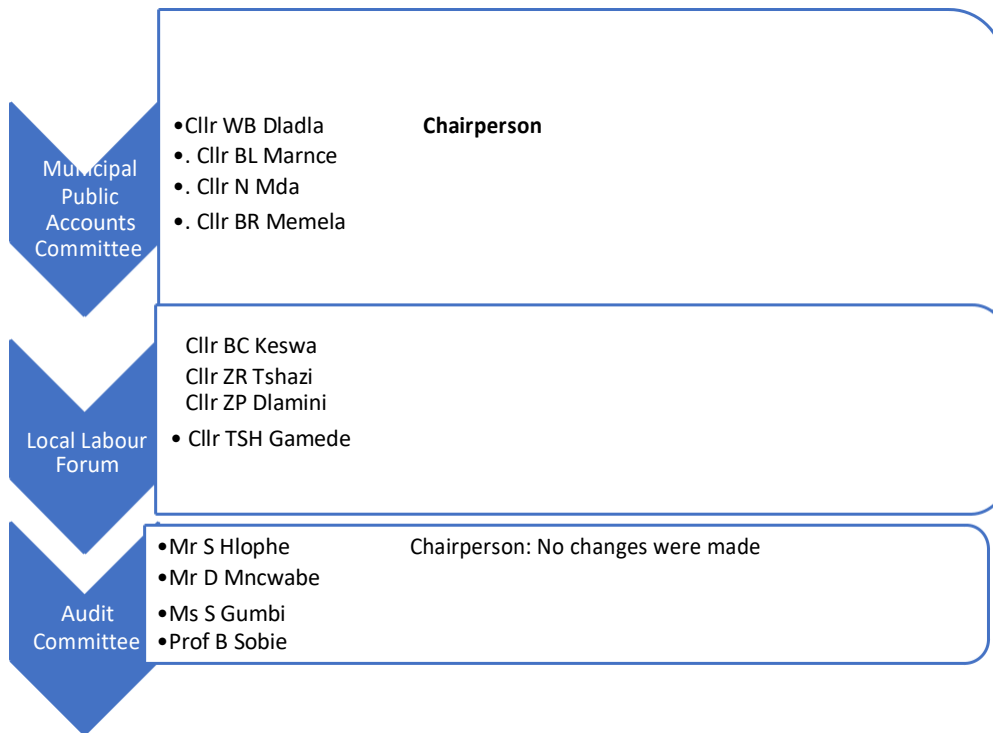 Municipal
Public
Accounts
Committee
•Cllr WB Dladla Chairperson
•. Cllr BL Marnce
•. Cllr N Mda
•. Cllr BR Memela
Local Labour
Forum
Cllr BC Keswa
Cllr ZR Tshazi
Cllr ZP Dlamini
• Cllr TSH Gamede
Audit
Committee
•Mr S Hlophe Chairperson: No changes were made
•Mr D Mncwabe
•Ms S Gumbi
•Prof B Sobie